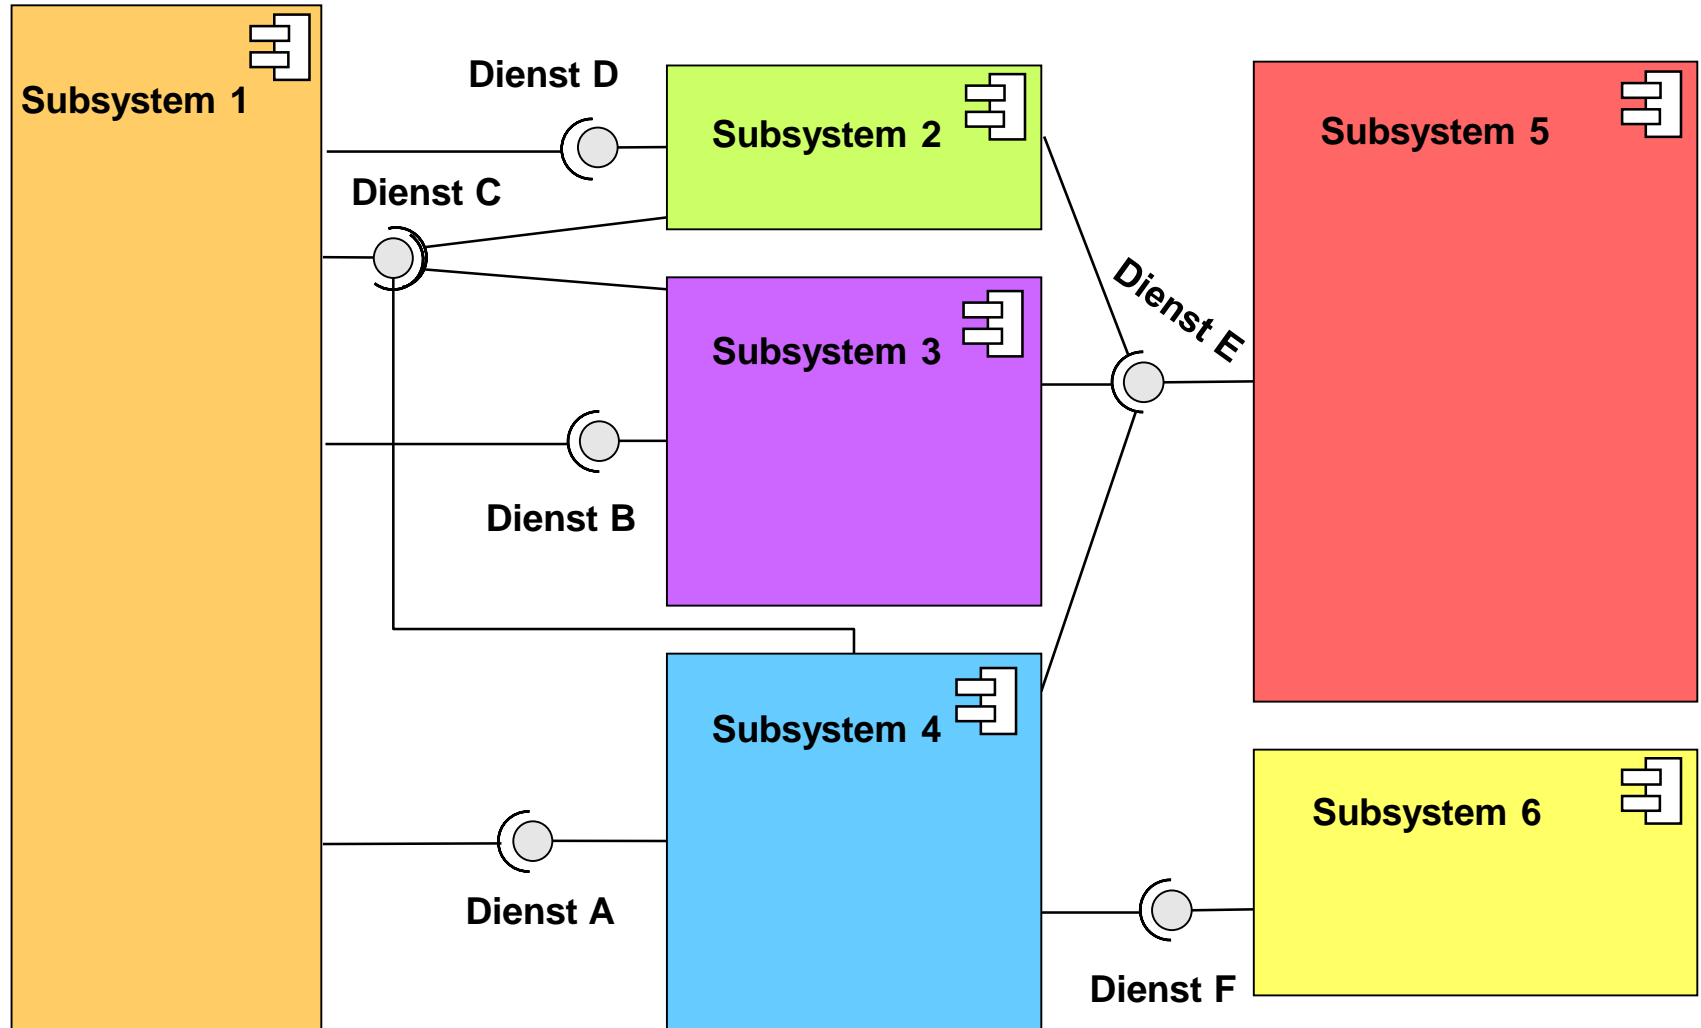 Subsystem 1
Dienst D
Subsystem 2
Subsystem 5
Dienst C
Dienst E
Subsystem 3
Dienst B
Subsystem 4
Subsystem 6
Dienst A
Dienst F